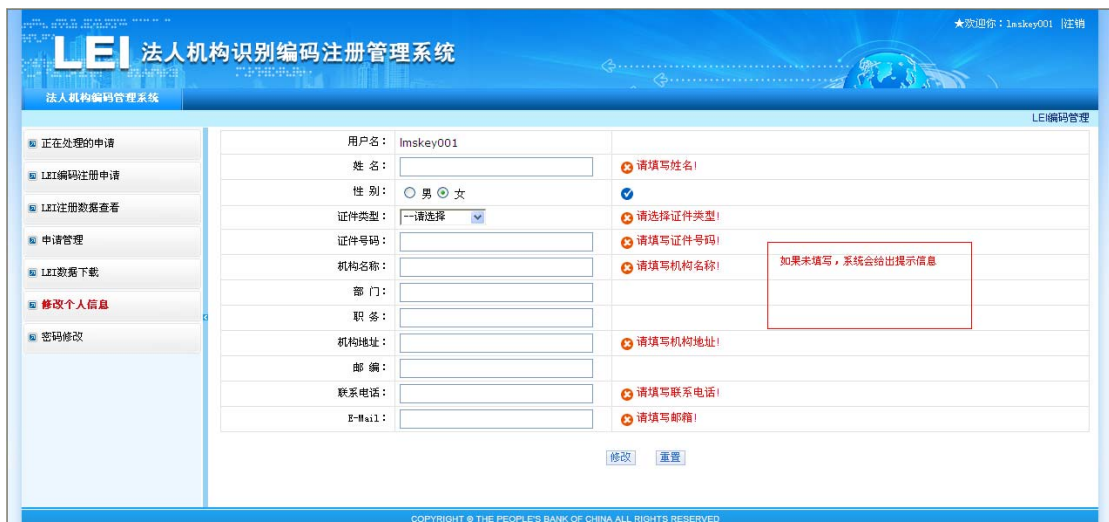 ★欢迎你：lmskey001 |注销
LEI 法人机构识别编码注册管理系统
法人机构编码管理系统
LEI编码管理
正在处理的申请
LEI编码注册申请
LEI注册数据查看
申请管理
LEI数据下载
修改个人信息
密码修改
用户名： lmskey001
姓 名： 请填写姓名!
性 别： 男 女
证件类型： --请选择 请选择证件类型!
证件号码： 请填写证件号码!
机构名称： 请填写机构名称!
如果未填写，系统会给出提示信息
部 门：
职 务：
机构地址： 请填写机构地址!
邮 编：
联系电话： 请填写联系电话!
E-Mail： 请填写邮箱!
修改 重置
COPYRIGHT © THE PEOPLE'S BANK OF CHINA ALL RIGHTS RESERVED